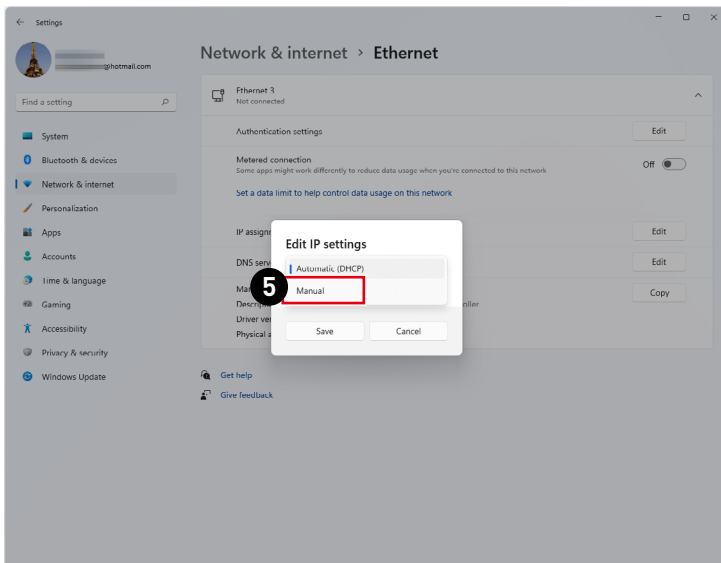 Settings
@hotmail.com
Find a setting
System
Bluetooth & devices
Network & internet
Personalization
Apps
Accounts
Time & language
Gaming
Accessibility
Privacy & security
Windows Update
Network & internet > Ethernet
Ethernet 3
Not connected
Authentication settings
Edit
Metered connection
Some apps might work differently to reduce data usage when you're connected to this network
Off
Set a data limit to help control data usage on this network
IP assignm
Edit
DNS serv
Edit
Man
Copy
Descrip
oller
Driver ver
Physical a
Edit IP settings
Automatic (DHCP)
5
Manual
Save
Cancel
Get help
Give feedback